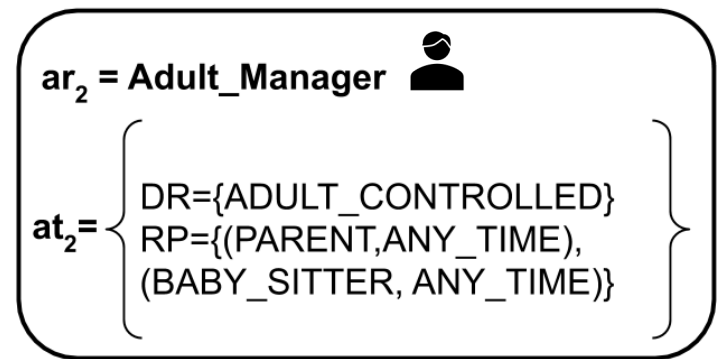 ar2 = Adult_Manager
DR={ADULT_CONTROLLED}
at2= RP={(PARENT,ANY_TIME),
(BABY_SITTER, ANY_TIME)}